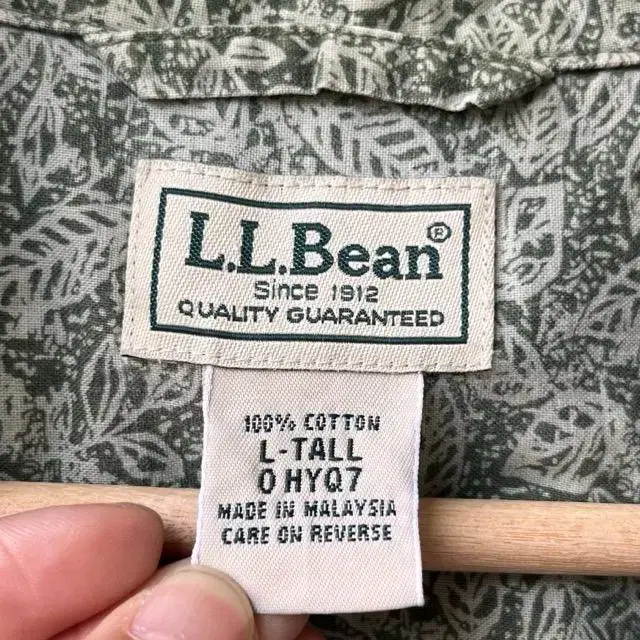 L.L.Bean®
Since 1912
QUALITY GUARANTEED
100% COTTON
L-TALL
0 HYQ7
MADE IN MALAYSIA
CARE ON REVERSE